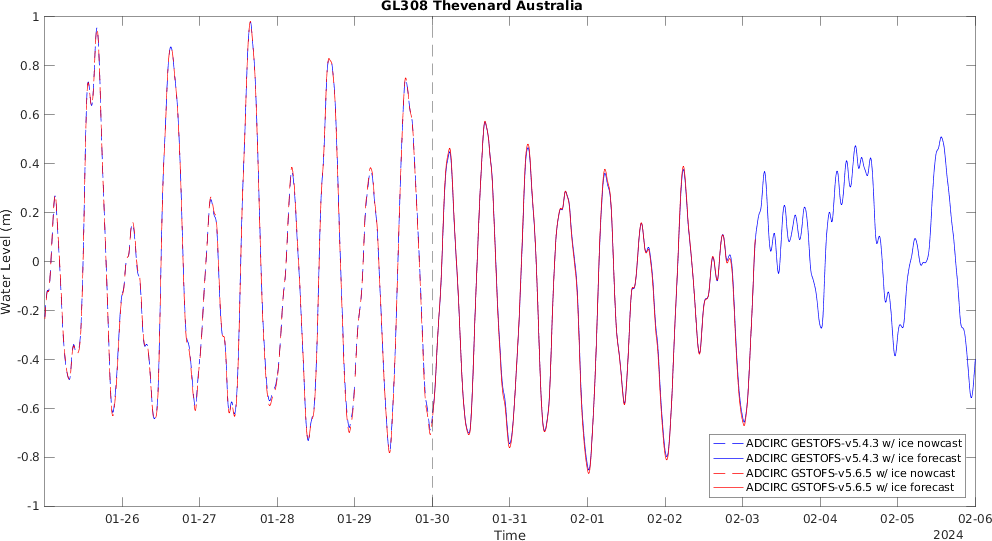 GL308 Thevenard Australia
1
0.8
0.6
0.4
0.2
0
-0.2
-0.4
-0.6
-0.8
-1
Water Level (m)
ADCIRC GESTOFS-v5.4.3 w/ ice nowcast
ADCIRC GESTOFS-v5.4.3 w/ ice forecast
ADCIRC GSTOFS-v5.6.5 w/ ice nowcast
ADCIRC GSTOFS-v5.6.5 w/ ice forecast
01-26 01-27 01-28 01-29 01-30 01-31 02-01 02-02 02-03 02-04 02-05 02-06
Time
2024